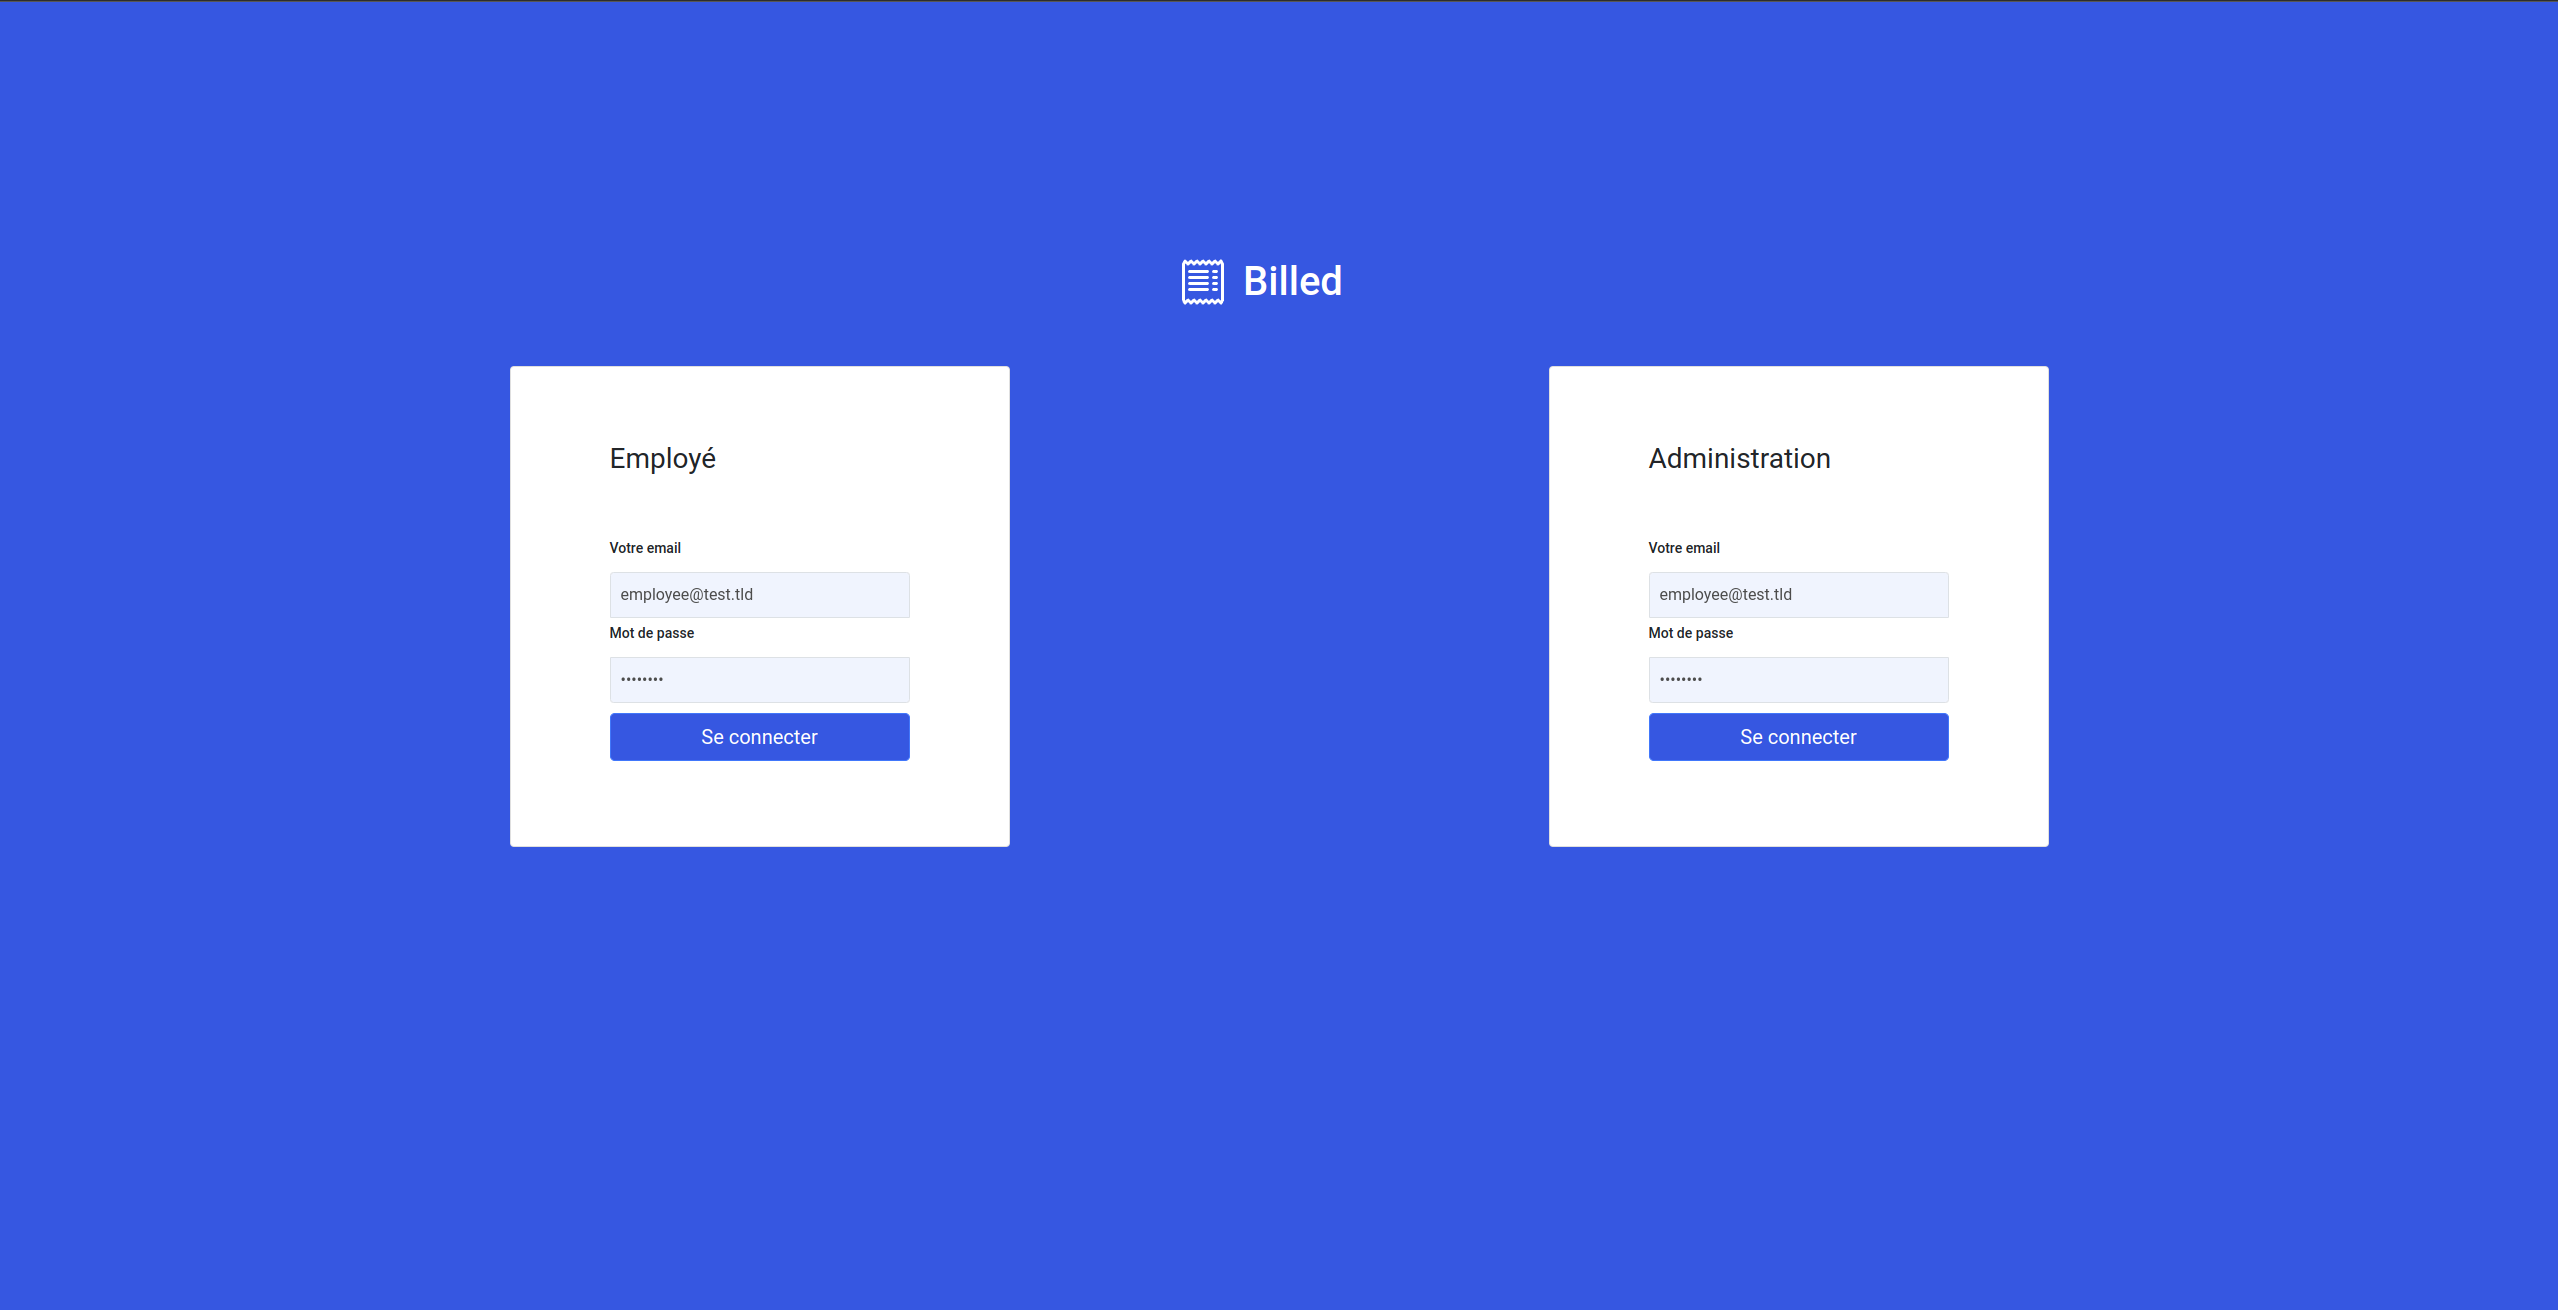 Billed
Employé
Votre email
employee@test.tld
Mot de passe
••••••••
Se connecter
Administration
Votre email
employee@test.tld
Mot de passe
••••••••
Se connecter